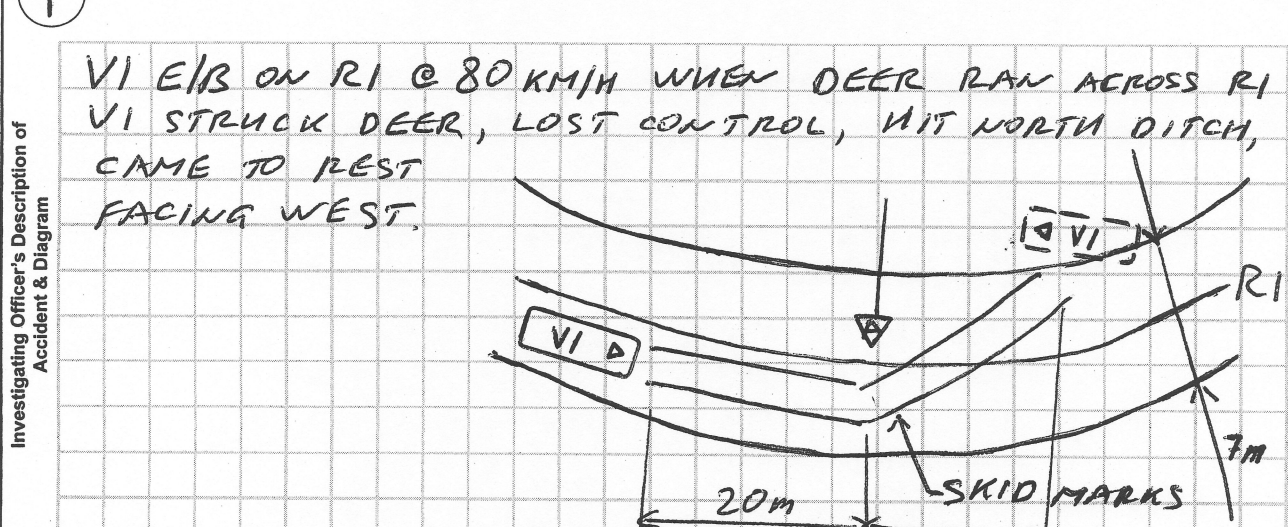 1
Investigating Officer's Description of
Accident & Diagram
V1 E/B ON R1 @ 80 KM/H WHEN DEER RAN ACROSS R1
V1 STRUCK DEER, LOST CONTROL, HIT NORTH DITCH,
CAME TO REST
FACING WEST.
V1
R1
A
V1
7m
SKID MARKS
20m